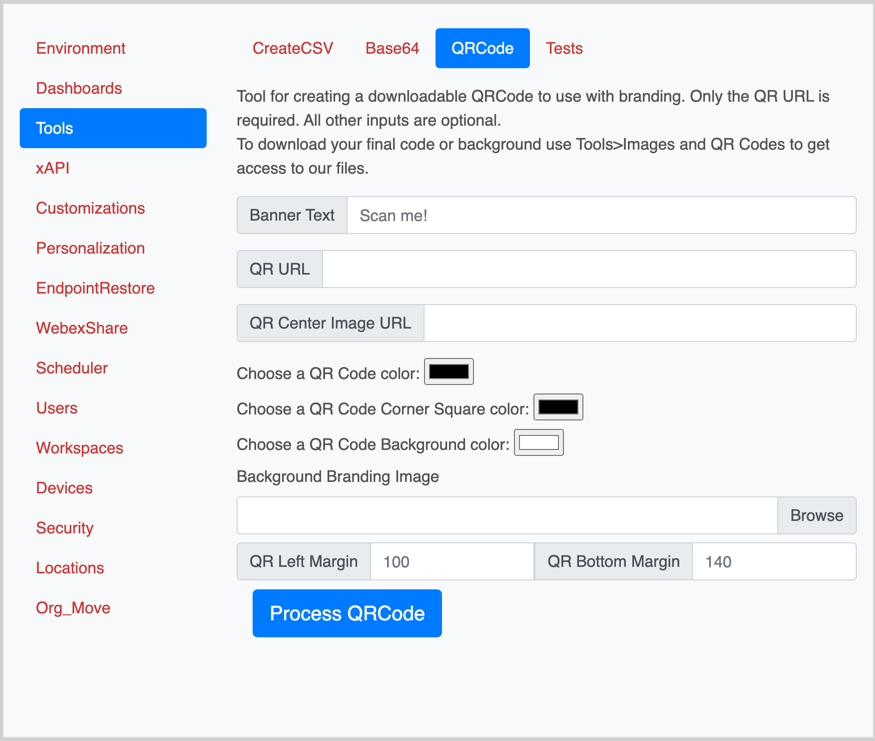 Environment
Dashboards
Tools
xAPI
Customizations
Personalization
EndpointRestore
WebexShare
Scheduler
Users
Workspaces
Devices
Security
Locations
Org_Move
CreateCSV Base64 QRCode Tests
Tool for creating a downloadable QRCode to use with branding. Only the QR URL is
required. All other inputs are optional.
To download your final code or background use Tools>Images and QR Codes to get
access to our files.
Banner Text Scan me!
QR URL
QR Center Image URL
Choose a QR Code color:
Choose a QR Code Corner Square color:
Choose a QR Code Background color:
Background Branding Image
Browse
QR Left Margin 100 QR Bottom Margin 140
Process QRCode